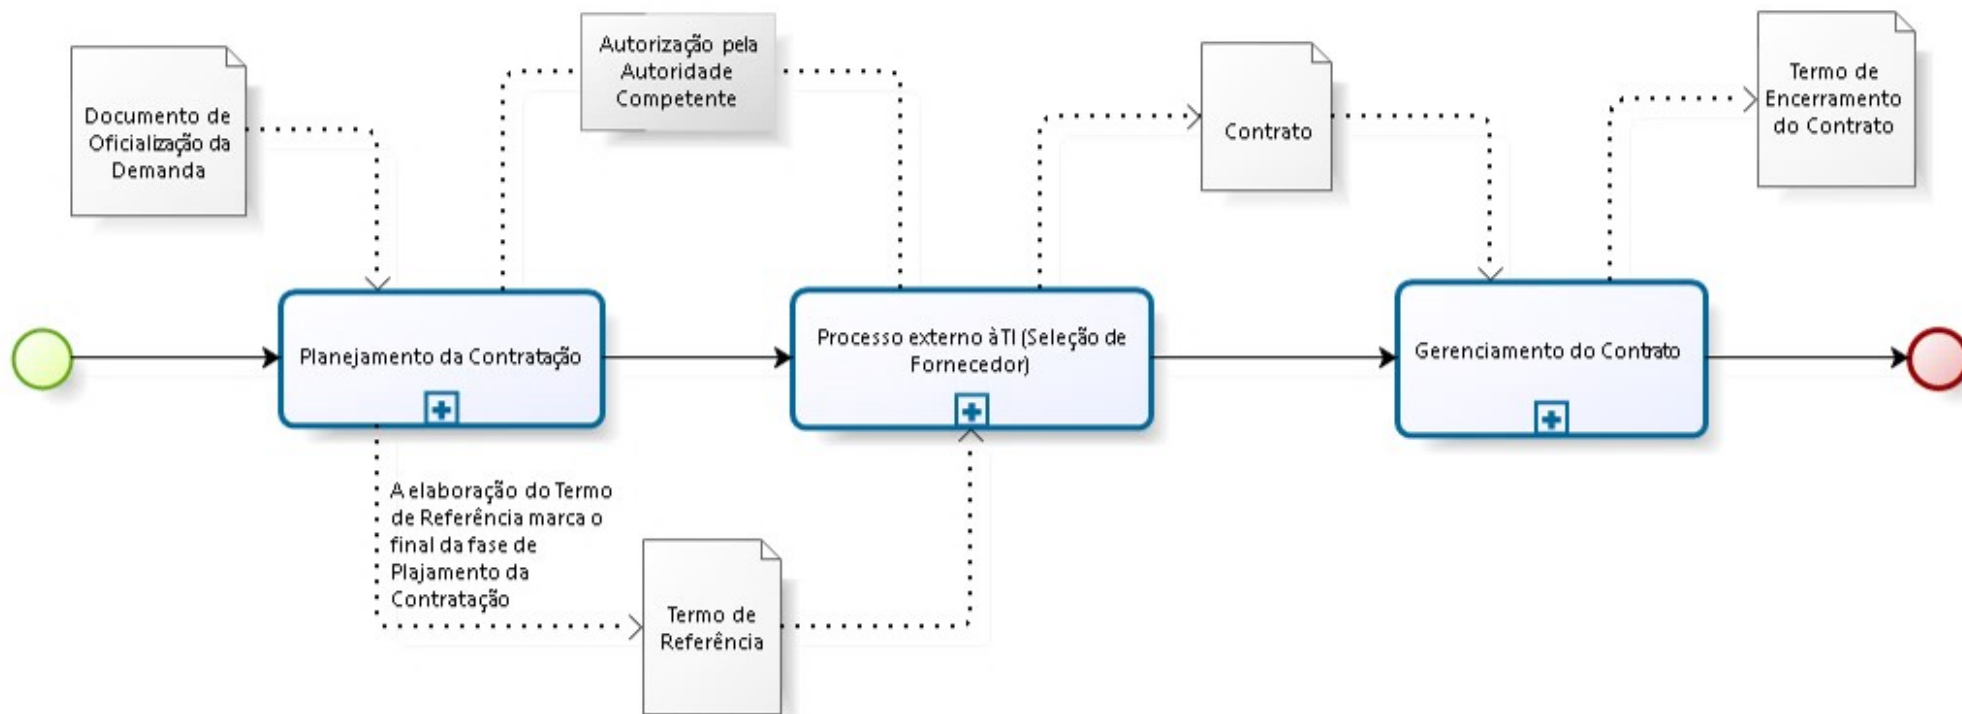 Documento de
Oficialização da
Demanda
Autorização pela
Autoridade
Competente
Contrato
Termo de
Encerramento
do Contrato
Planejamento da Contratação
Processo externo à TI (Seleção de
Fornecedor)
Gerenciamento do Contrato
A elaboração do Termo
de Referência marca o
final da fase de
Plajamento da
Contratação
Termo de
Referência